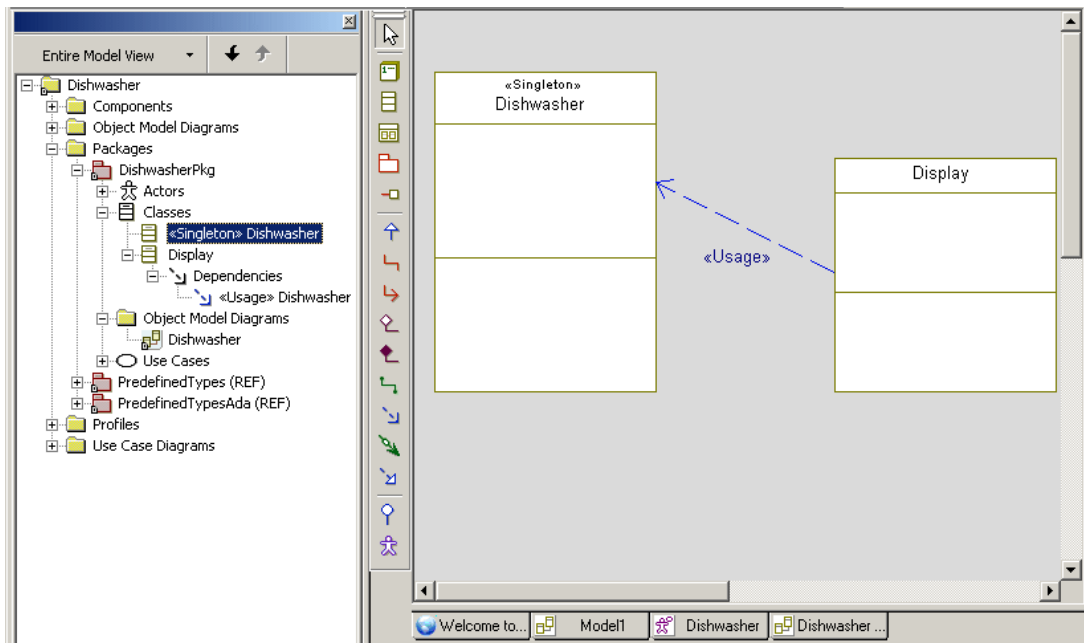 Entire Model View
Dishwasher
Components
Object Model Diagrams
Packages
DishwasherPkg
Actors
Classes
«Singleton» Dishwasher
Display
Dependencies
«Usage» Dishwasher
Object Model Diagrams
Dishwasher
Use Cases
PredefinedTypes (REF)
PredefinedTypesAda (REF)
Profiles
Use Case Diagrams
«Singleton»
Dishwasher
Display
«Usage»
Welcome to... Model1 Dishwasher Dishwasher ...